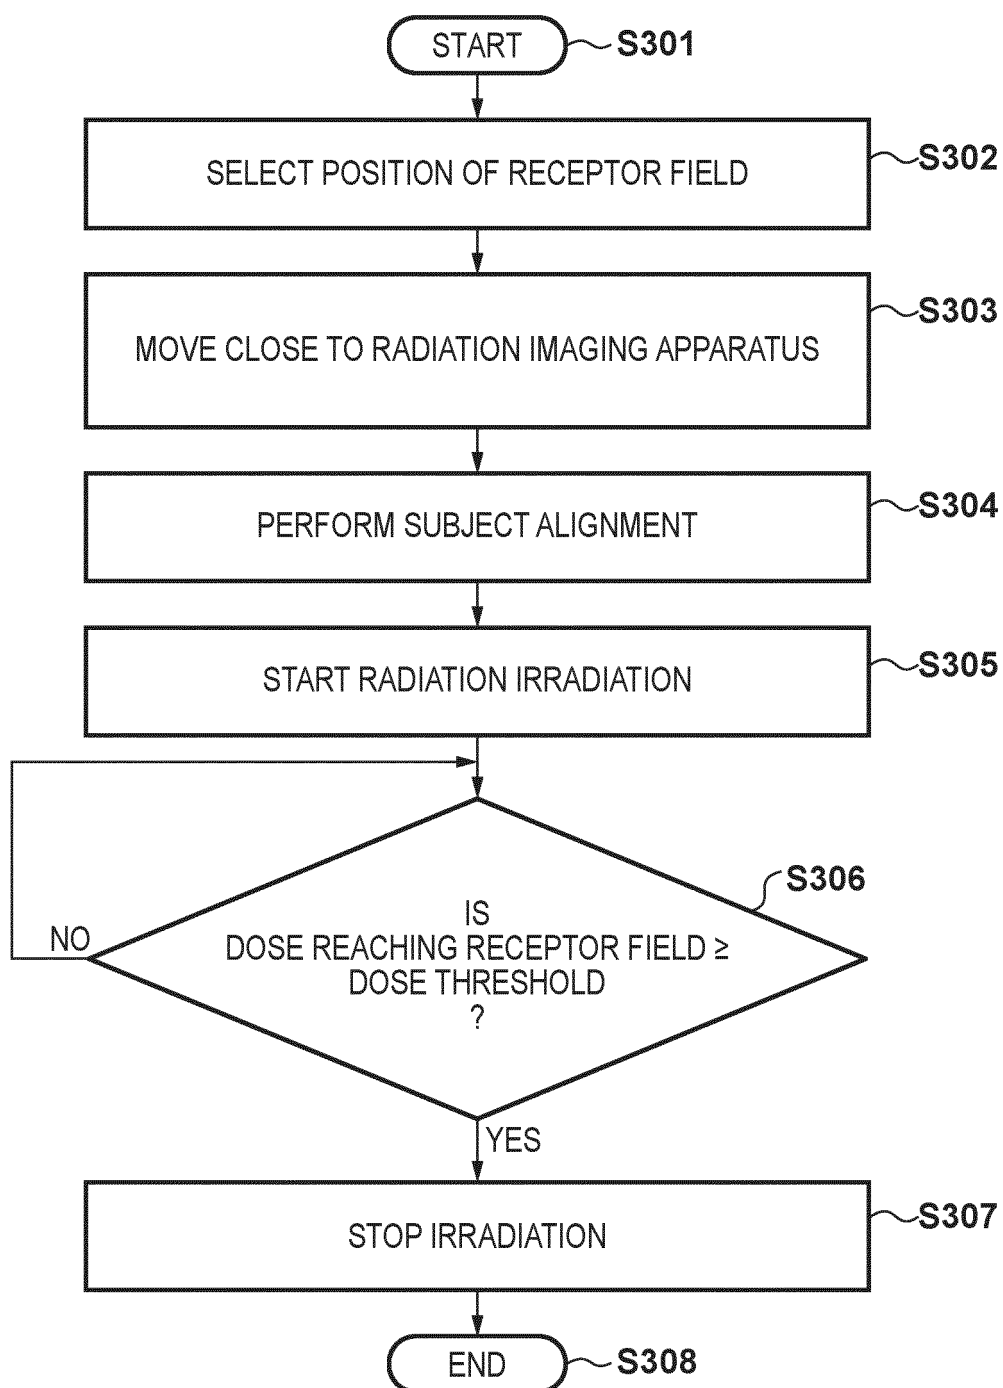 START
S301
SELECT POSITION OF RECEPTOR FIELD
S302
MOVE CLOSE TO RADIATION IMAGING APPARATUS
S303
PERFORM SUBJECT ALIGNMENT
S304
START RADIATION IRRADIATION
S305
IS
DOSE REACHING RECEPTOR FIELD ≥
DOSE THRESHOLD
?
S306
NO
YES
STOP IRRADIATION
S307
END
S308